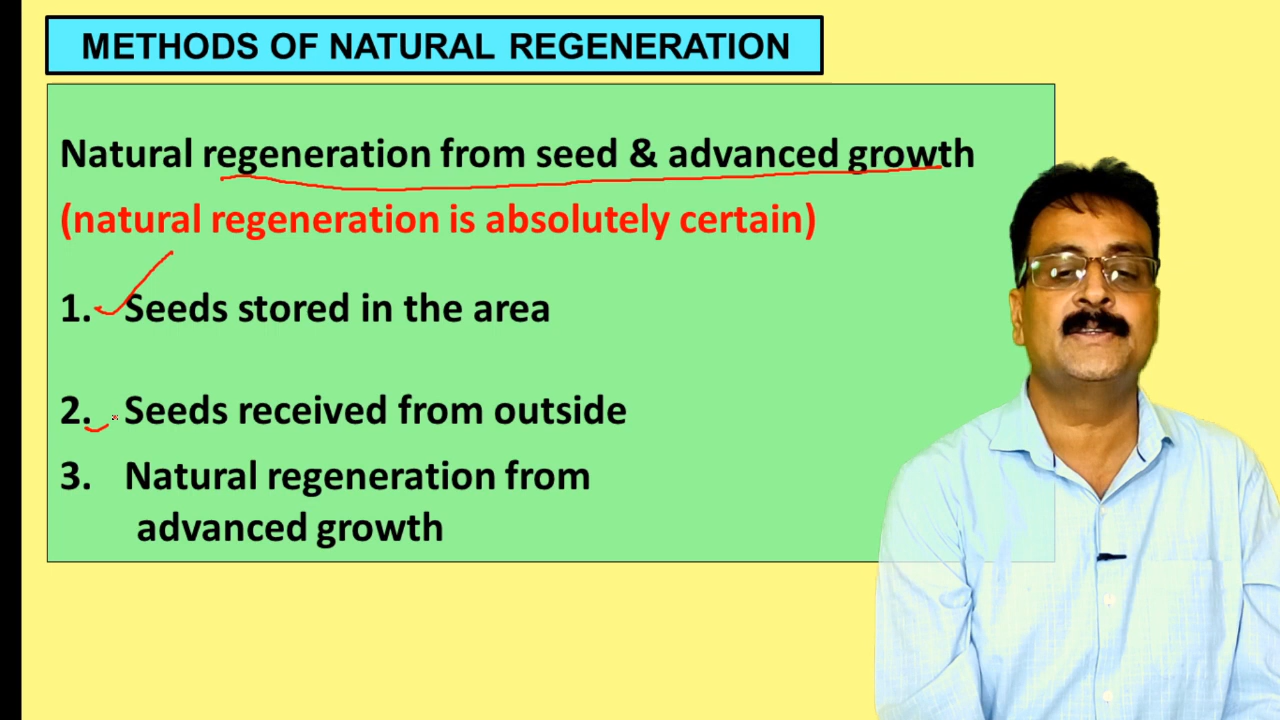 METHODS OF NATURAL REGENERATION
Natural regeneration from seed & advanced growth
(natural regeneration is absolutely certain)
1. Seeds stored in the area
2. Seeds received from outside
3. Natural regeneration from
advanced growth